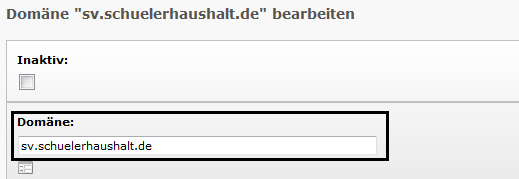 Domäne "sv.schuelerhaushalt.de" bearbeiten
Inaktiv:
Domäne:
sv.schuelerhaushalt.de